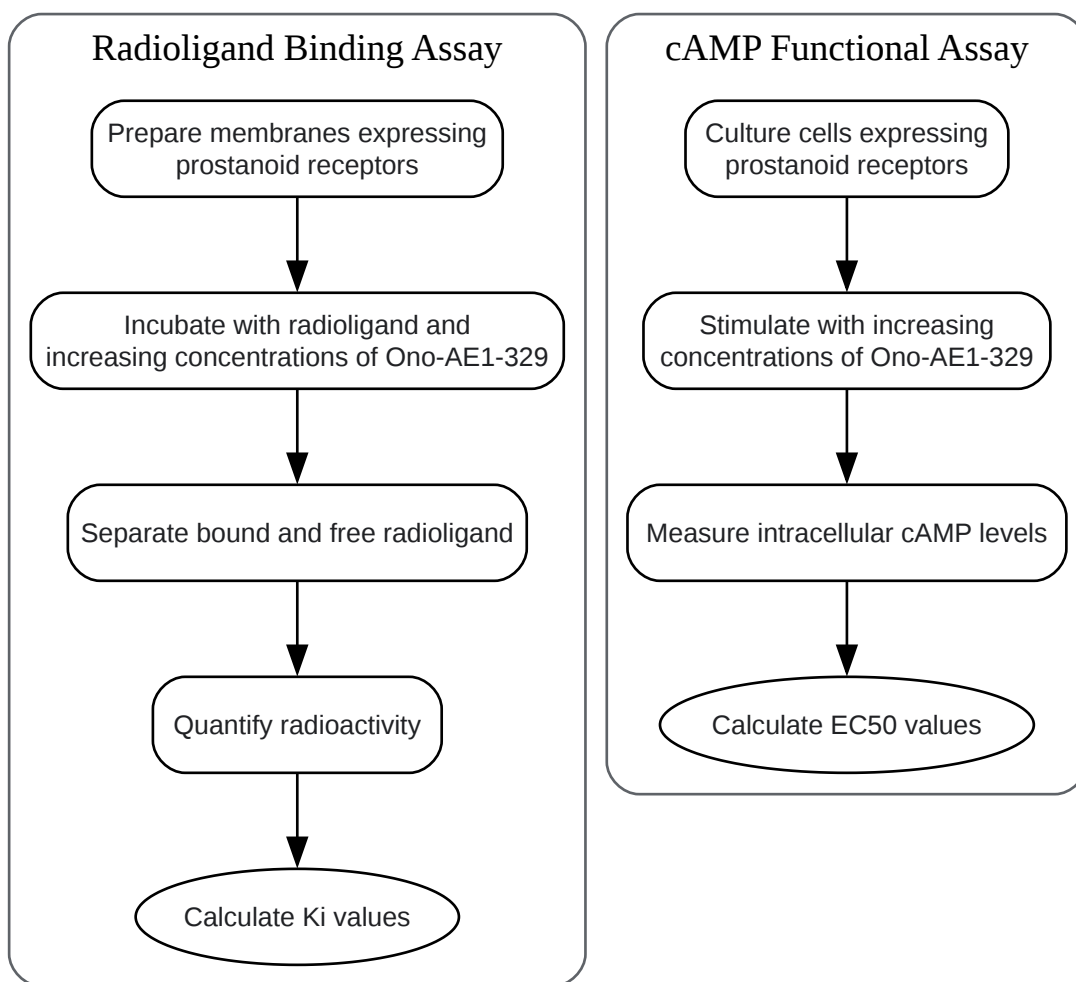 Radioligand Binding Assay
Prepare membranes expressing
prostanoid receptors
Incubate with radioligand and
increasing concentrations of Ono-AE1-329
Separate bound and free radioligand
Quantify radioactivity
Calculate Ki values
cAMP Functional Assay
Culture cells expressing
prostanoid receptors
Stimulate with increasing
concentrations of Ono-AE1-329
Measure intracellular cAMP levels
Calculate EC50 values